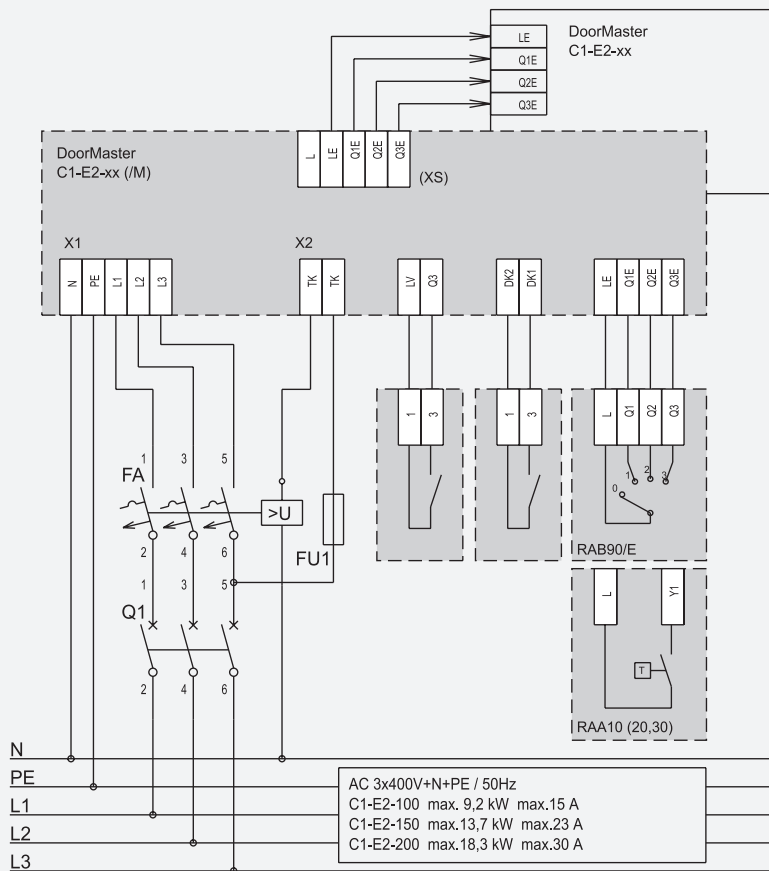 LE
DoorMaster
C1-E2-xx
Q1E
Q2E
Q3E
DoorMaster
C1-E2-xx (/M)
L
LE
Q1E
Q2E
Q3E
(XS)
X1
X2
N
PE
L1
L2
L3
TK
TK
LV
Q3
DK2
DK1
LE
Q1E
Q2E
Q3E
1
3
1
3
L
Q1
Q2
Q3
0
1
2
3
RAB90/E
1
3
5
FA
>U
FU1
2
4
6
1
3
5
Q1
2
4
6
L
Y1
T
RAA10 (20,30)
N
PE
L1
L2
L3
AC 3x400V+N+PE / 50Hz
C1-E2-100 max. 9,2 kW max.15 A
C1-E2-150 max.13,7 kW max.23 A
C1-E2-200 max.18,3 kW max.30 A